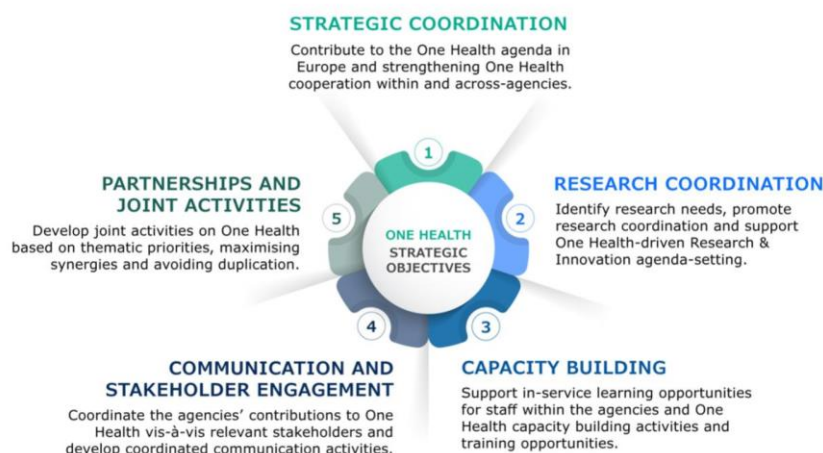 STRATEGIC COORDINATION
Contribute to the One Health agenda in
Europe and strengthening One Health
cooperation within and across-agencies.
1
RESEARCH COORDINATION
Identify research needs, promote
research coordination and support
One Health-driven Research &
Innovation agenda-setting.
2
CAPACITY BUILDING
Support in-service learning opportunities
for staff within the agencies and One
Health capacity building activities and
training opportunities.
3
COMMUNICATION AND
STAKEHOLDER ENGAGEMENT
Coordinate the agencies' contributions to One
Health vis-à-vis relevant stakeholders and
develop coordinated communication activities.
4
PARTNERSHIPS AND
JOINT ACTIVITIES
Develop joint activities on One Health
based on thematic priorities, maximising
synergies and avoiding duplication.
5
ONE HEALTH
STRATEGIC
OBJECTIVES